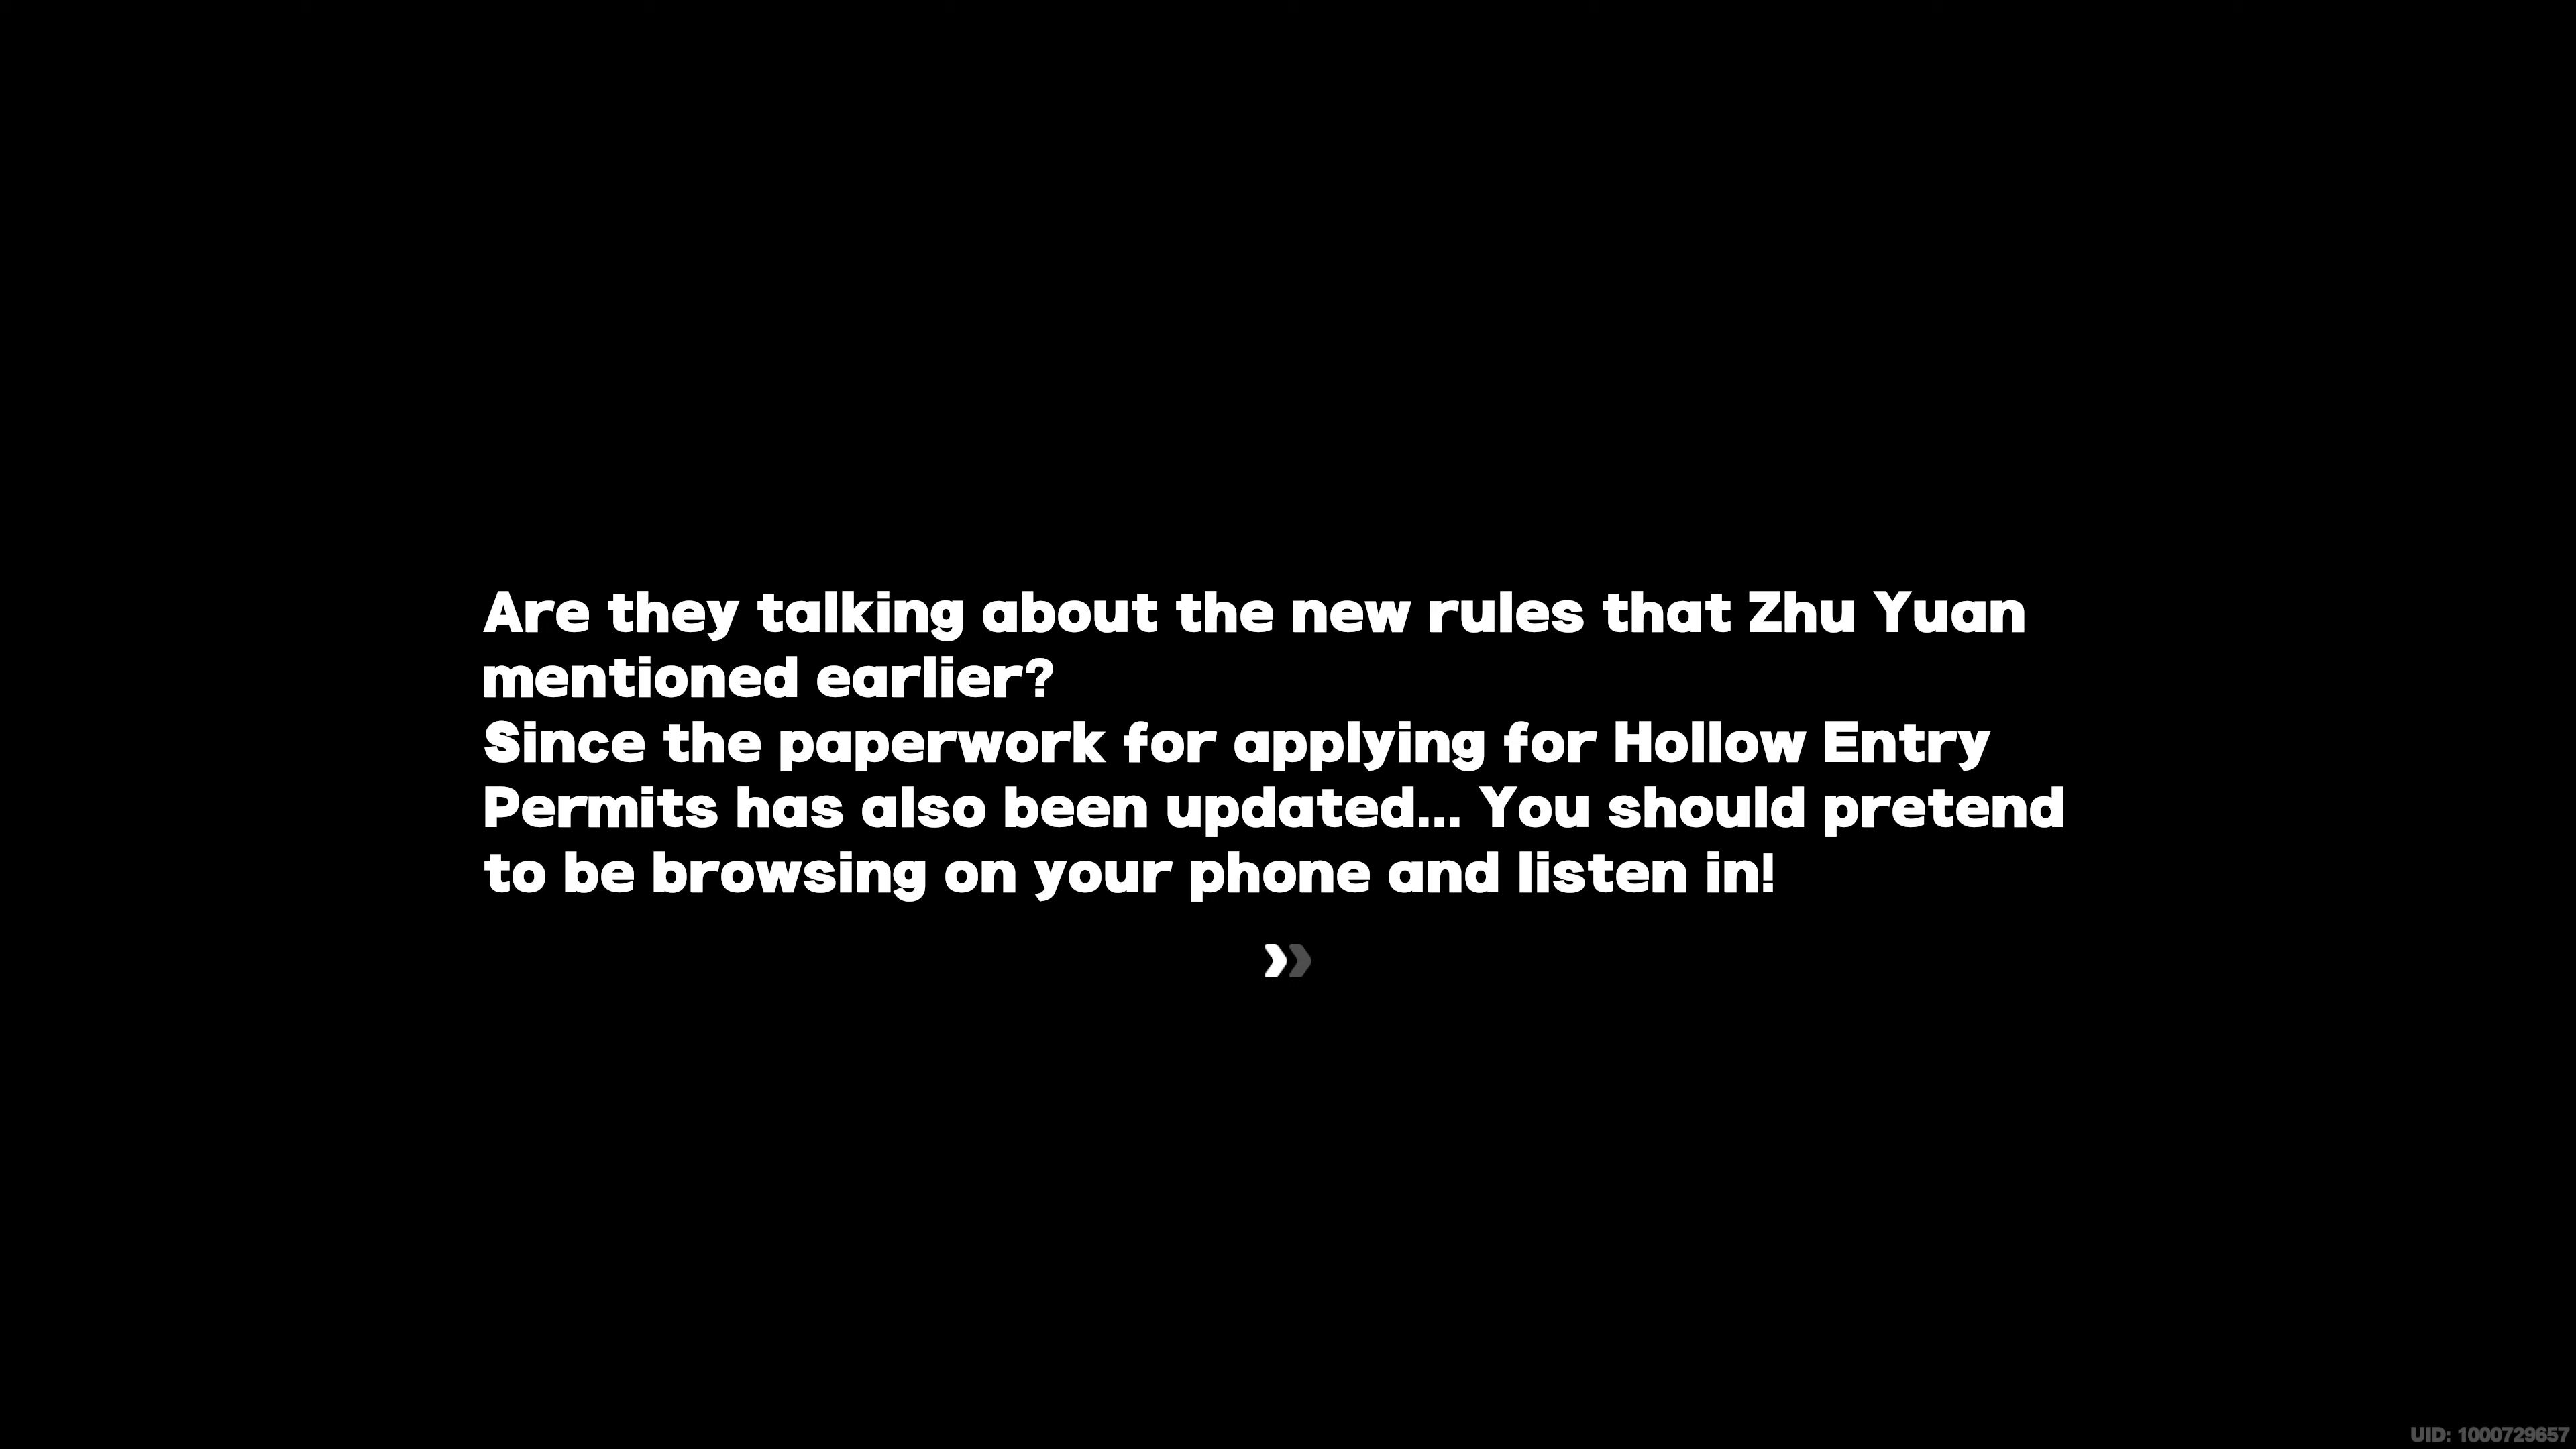 Are they talking about the new rules that Zhu Yuan
mentioned earlier?
Since the paperwork for applying for Hollow Entry
Permits has also been updated... You should pretend
to be browsing on your phone and listen in!
UID: 1000729657